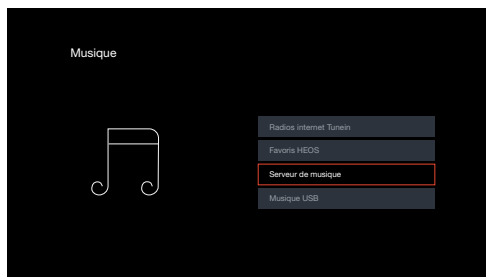 Musique
Radios internet Tunein
Favoris HEOS
Serveur de musique
Musique USB